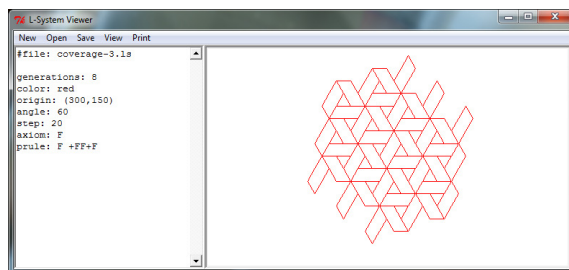 L-System Viewer
New Open Save View Print
#file: coverage-3.ls
generations: 8
color: red
origin: (300,150)
angle: 60
step: 20
axiom: F
prule: F +FF+F